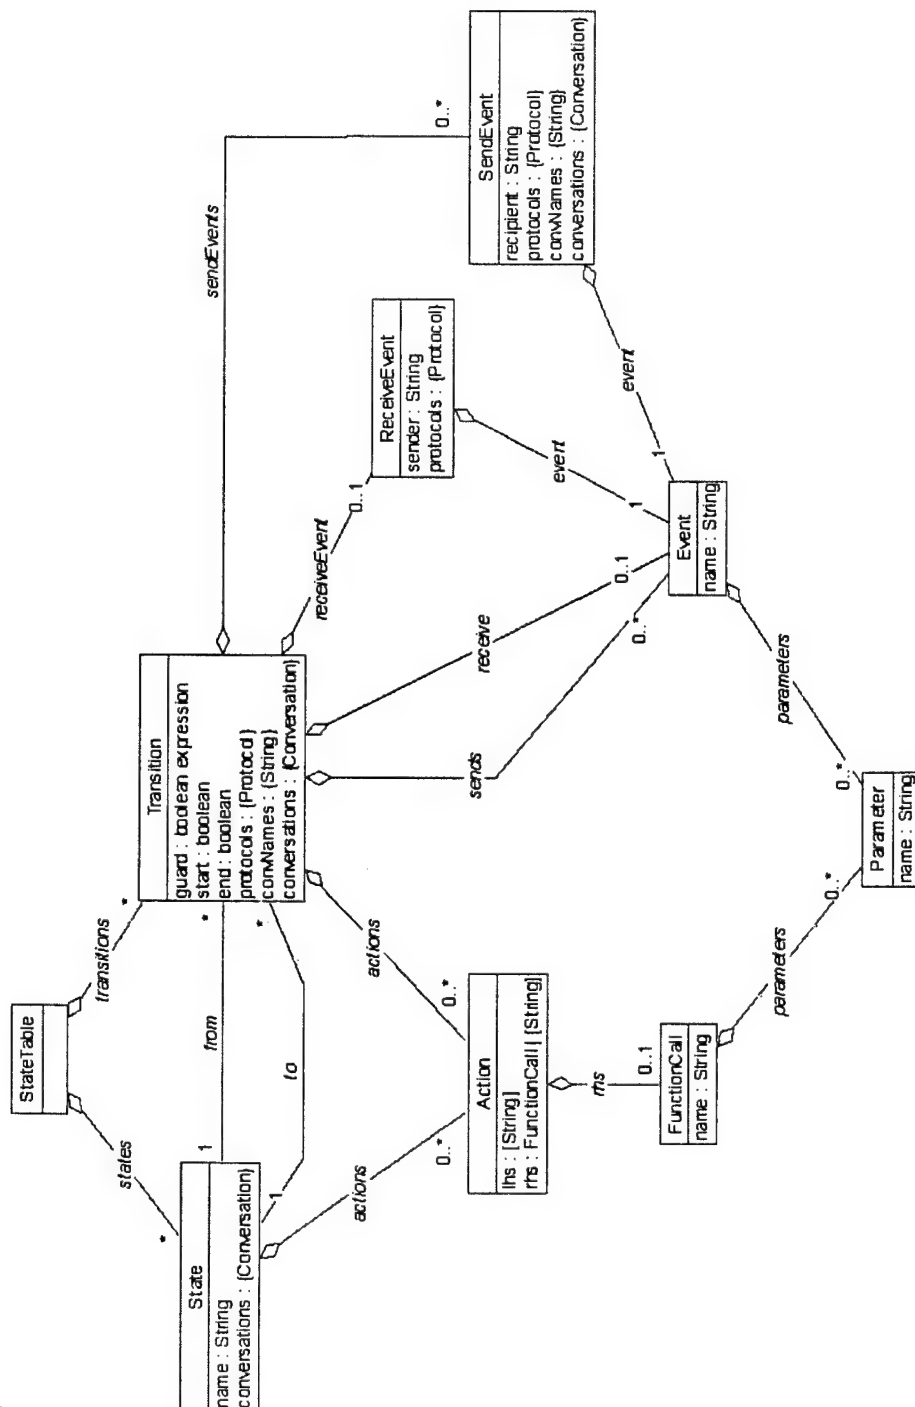 StateTable
states
transitions
*
*
State
name : String
conversations : {Conversation}
1
from
*
1
to
*
Transition
guard : boolean expression
start : boolean
end : boolean
protocols : {Protocol}
convNames : {String}
conversations : {Conversation}
sendEvents
0..*
SendEvent
recipient : String
protocols : {Protocol}
convNames : {String}
conversations : {Conversation}
receiveEvent
0..1
ReceiveEvent
sender : String
protocols : {Protocol}
actions
0..*
actions
0..*
sends
0..*
receive
0..1
event
1
event
1
Action
lhs : [String]
rhs : FunctionCall | [String]
rhs
0..1
Event
name : String
FunctionCall
name : String
parameters
0..*
parameters
0..*
Parameter
name : String